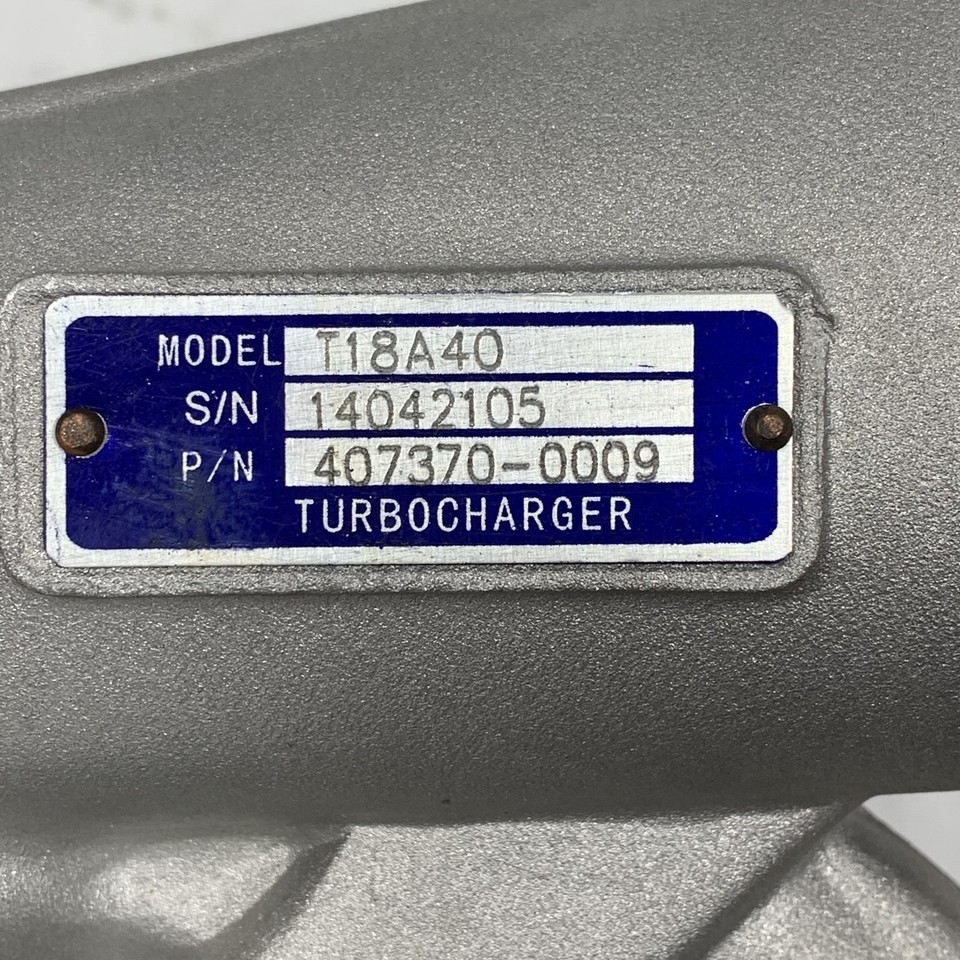 MODEL T18A40
S/N 14042105
P/N 407370-0009
TURBOCHARGER